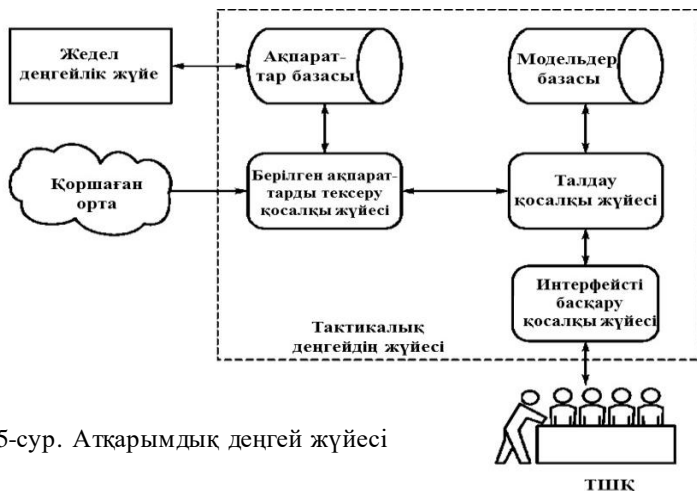 Жедел
деңгейлік жүйе
Ақпарат-
тар базасы
Модельдер
базасы
Қоршаған
орта
Берілген ақпарат-
тарды тексеру
қосалқы жүйесі
Талдау
қосалқы жүйесі
Интерфейсті
басқару
қосалқы жүйесі
Тактикалық
деңгейдің жүйесі
5-сур. Атқарымдық деңгей жүйесі
ТШҚ